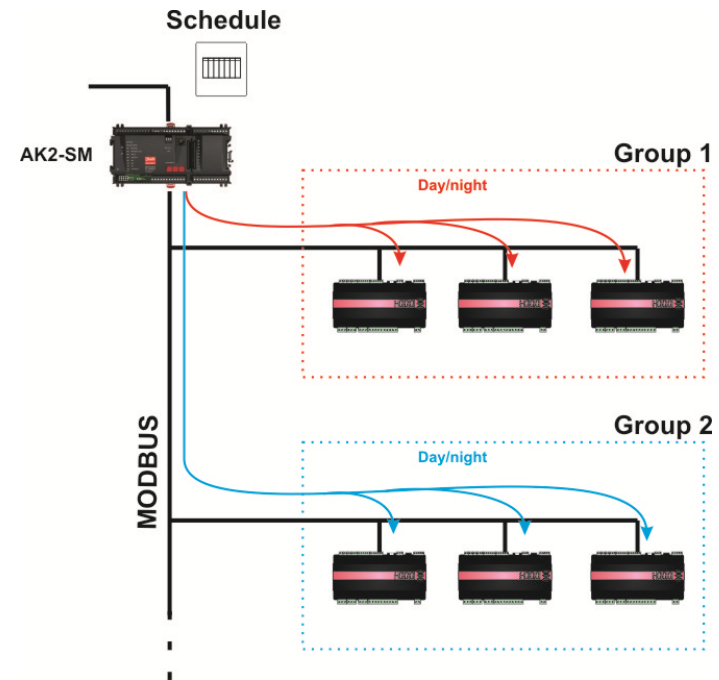 Schedule
AK2-SM
Group 1
Day/night
Group 2
Day/night
MODBUS